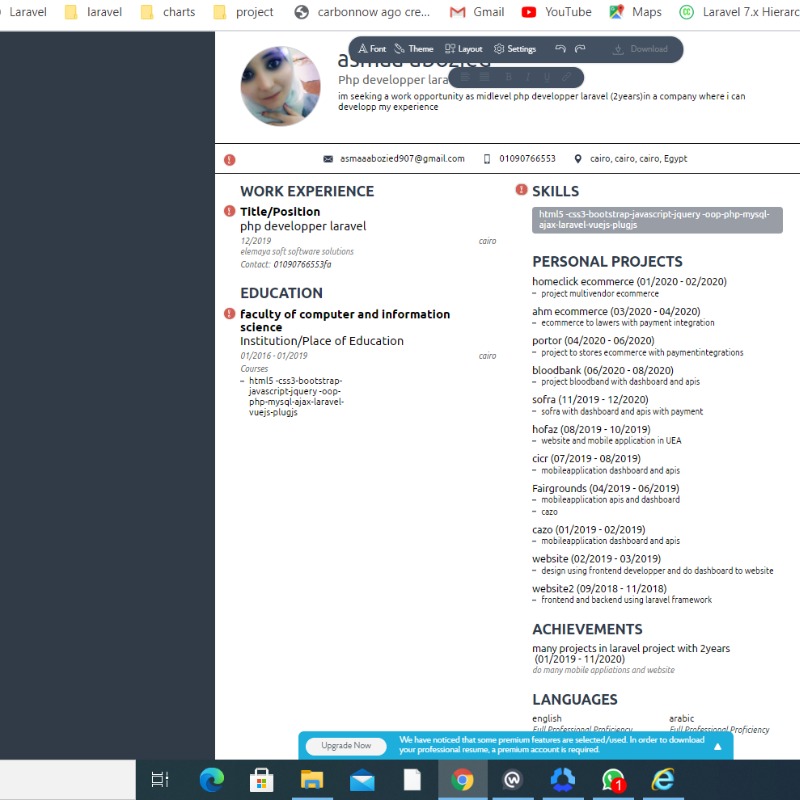 Laravel laravel charts project carbonnow ago cre... Gmail YouTube Maps Laravel 7.x Hierarc
Font Theme Layout Settings Download
asmaa abozied
Php developper lara
im seeking a work opportunity as midlevel php developper laravel (2years)in a company where i can
developp my experience
asmaaabozied907@gmail.com 01090766553 cairo, cairo, cairo, Egypt
WORK EXPERIENCE
Title/Position
php developper laravel
12/2019 cairo
elemaya soft software solutions
Contact: 01090766553fa
EDUCATION
faculty of computer and information
science
Institution/Place of Education
01/2016 - 01/2019 cairo
Courses
– html5 -css3-bootstrap-
javascript-jquery -oop-
php-mysql-ajax-laravel-
vuejs-plugjs
SKILLS
html5 -css3-bootstrap-javascript-jquery -oop-php-mysql-
ajax-laravel-vuejs-plugjs
PERSONAL PROJECTS
homeclick ecommerce (01/2020 - 02/2020)
– project multivendor ecommerce
ahm ecommerce (03/2020 - 04/2020)
– ecommerce to lawers with payment integration
portor (04/2020 - 06/2020)
– project to stores ecommerce with paymentintegrations
bloodbank (06/2020 - 08/2020)
– project bloodband with dashboard and apis
sofra (11/2019 - 12/2020)
– sofra with dashboard and apis with payment
hofaz (08/2019 - 10/2019)
– website and mobile application in UEA
cicr (07/2019 - 08/2019)
– mobileapplication dashboard and apis
Fairgrounds (04/2019 - 06/2019)
– mobileapplication apis and dashboard
– cazo
cazo (01/2019 - 02/2019)
– mobileapplication dashboard and apis
website (02/2019 - 03/2019)
– design using frontend developper and do dashboard to website
website2 (09/2018 - 11/2018)
– frontend and backend using laravel framework
ACHIEVEMENTS
many projects in laravel project with 2years
(01/2019 - 11/2020)
do many mobile appliations and website
LANGUAGES
english arabic
Full Professional Proficiency Full Professional Proficiency
Upgrade Now
We have noticed that some premium features are selected/used. In order to download
your professional resume, a premium account is required.
1